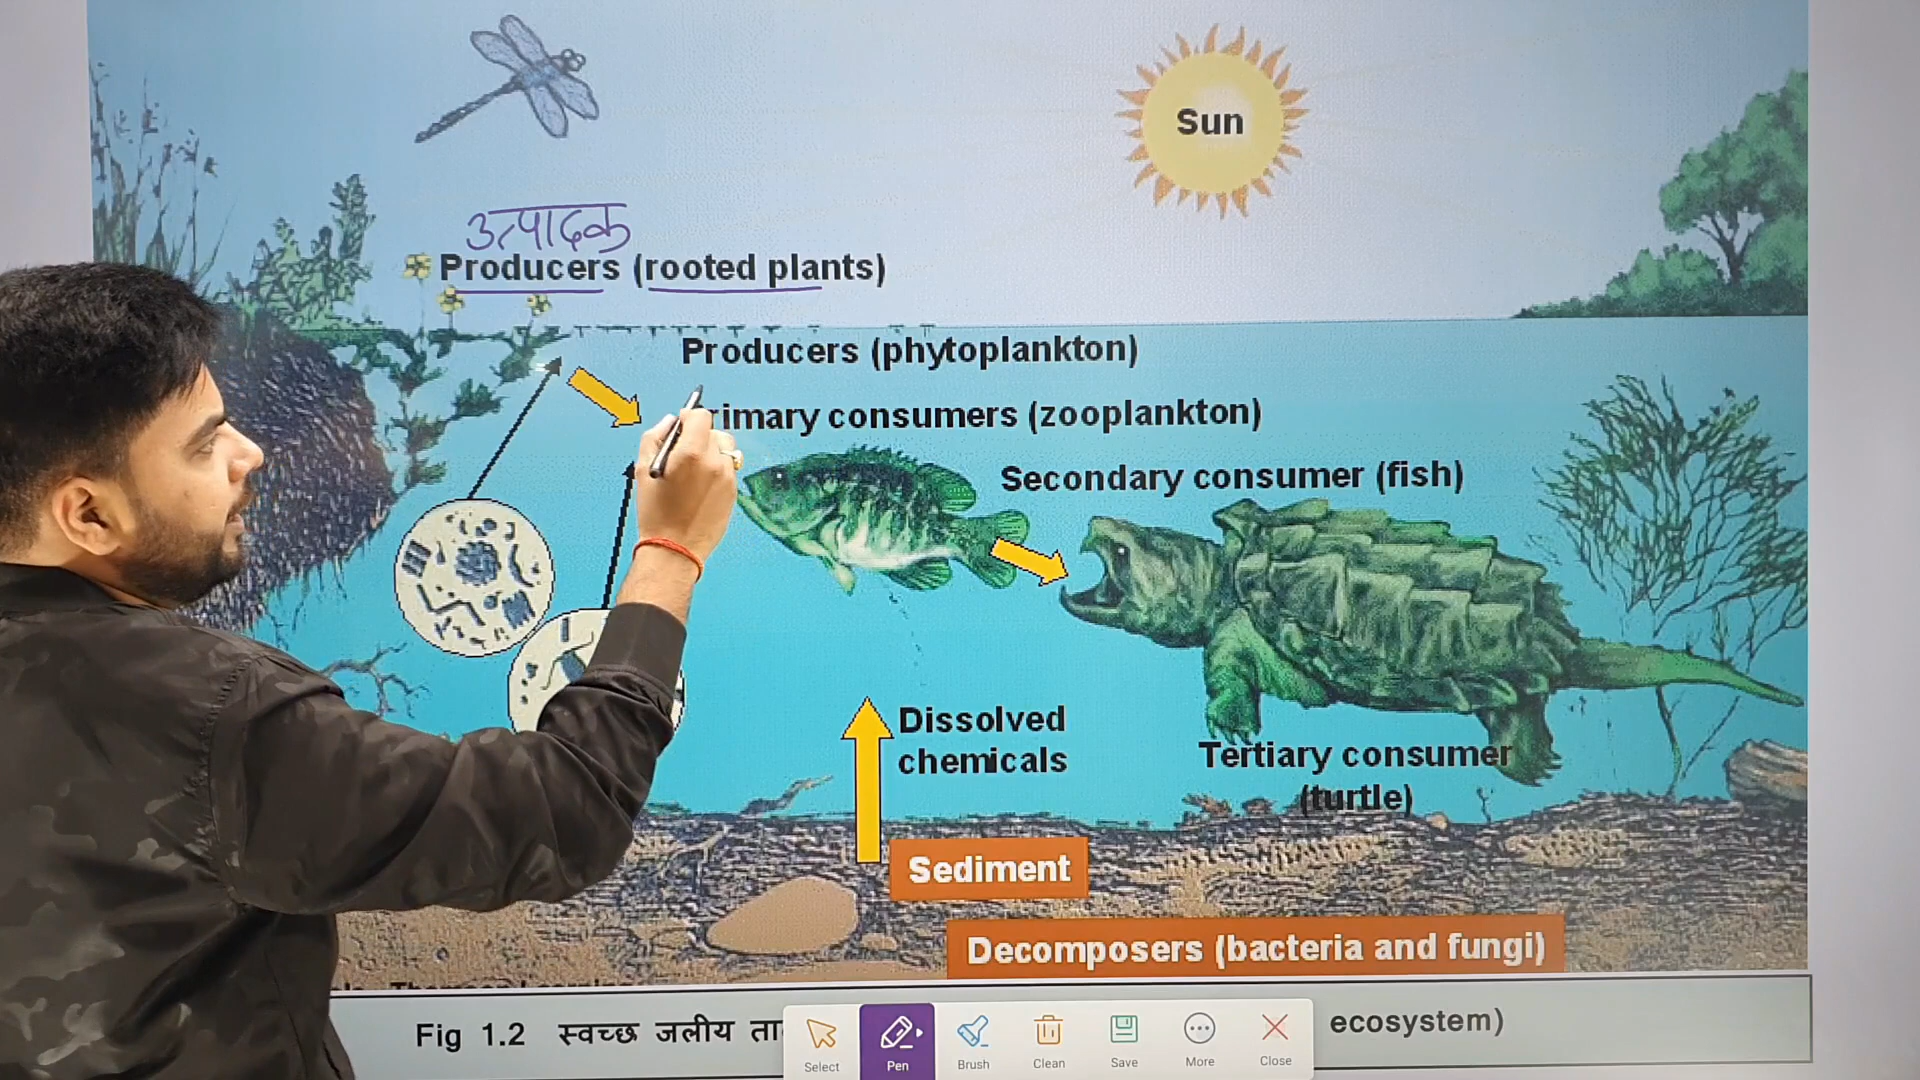 Sun
उत्पादक
Producers (rooted plants)
Producers (phytoplankton)
rimary consumers (zooplankton)
Secondary consumer (fish)
Dissolved
chemicals
Tertiary consumer
(turtle)
Sediment
Decomposers (bacteria and fungi)
Fig 1.2 स्वच्छ जलीय ecosystem)
Select Pen Brush Clean Save More Close